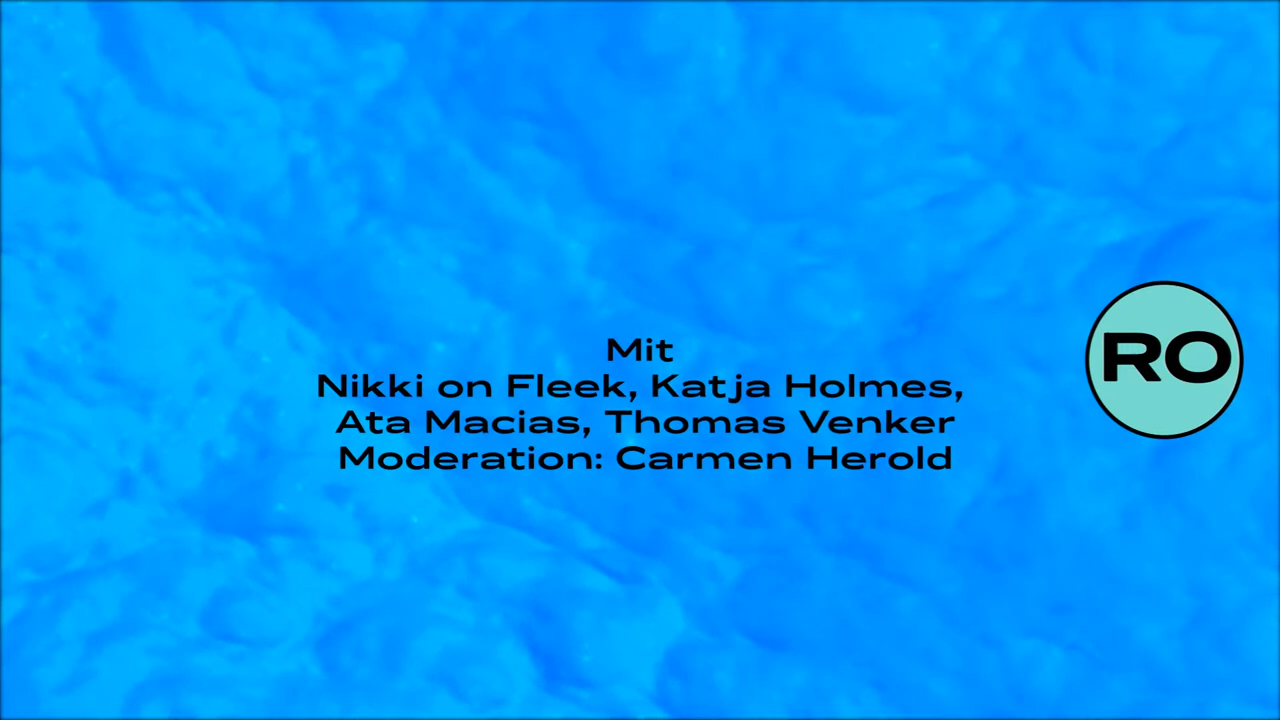 Mit
Nikki on Fleek, Katja Holmes,
Ata Macias, Thomas Venker
Moderation: Carmen Herold
RO